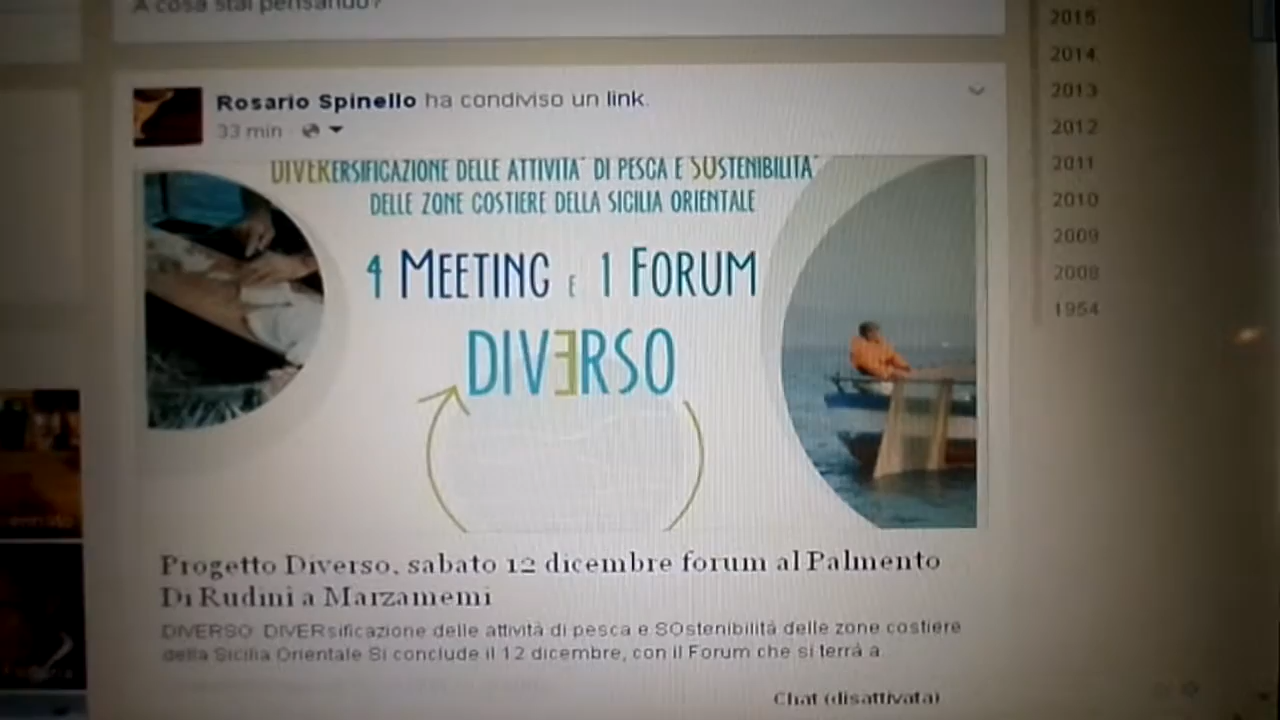 A cosa stai pensando?
Rosario Spinello ha condiviso un link.
33 min
DIVERERSIFICAZIONE DELLE ATTIVITA´ DI PESCA E SOSTENIBILITA´
DELLE ZONE COSTIERE DELLA SICILIA ORIENTALE
4 MEETING E 1 FORUM
DIVERSO
Progetto Diverso, sabato 12 dicembre forum al Palmento
Di Rudinì a Marzamemi
DIVERSO DIVERsificazione delle attività di pesca e SOstenibilità delle zone costiere
della Sicilia Orientale Si conclude il 12 dicembre, con il Forum che si terrà a
Chat (disattivata)
2015
2014
2013
2012
2011
2010
2009
2008
1954